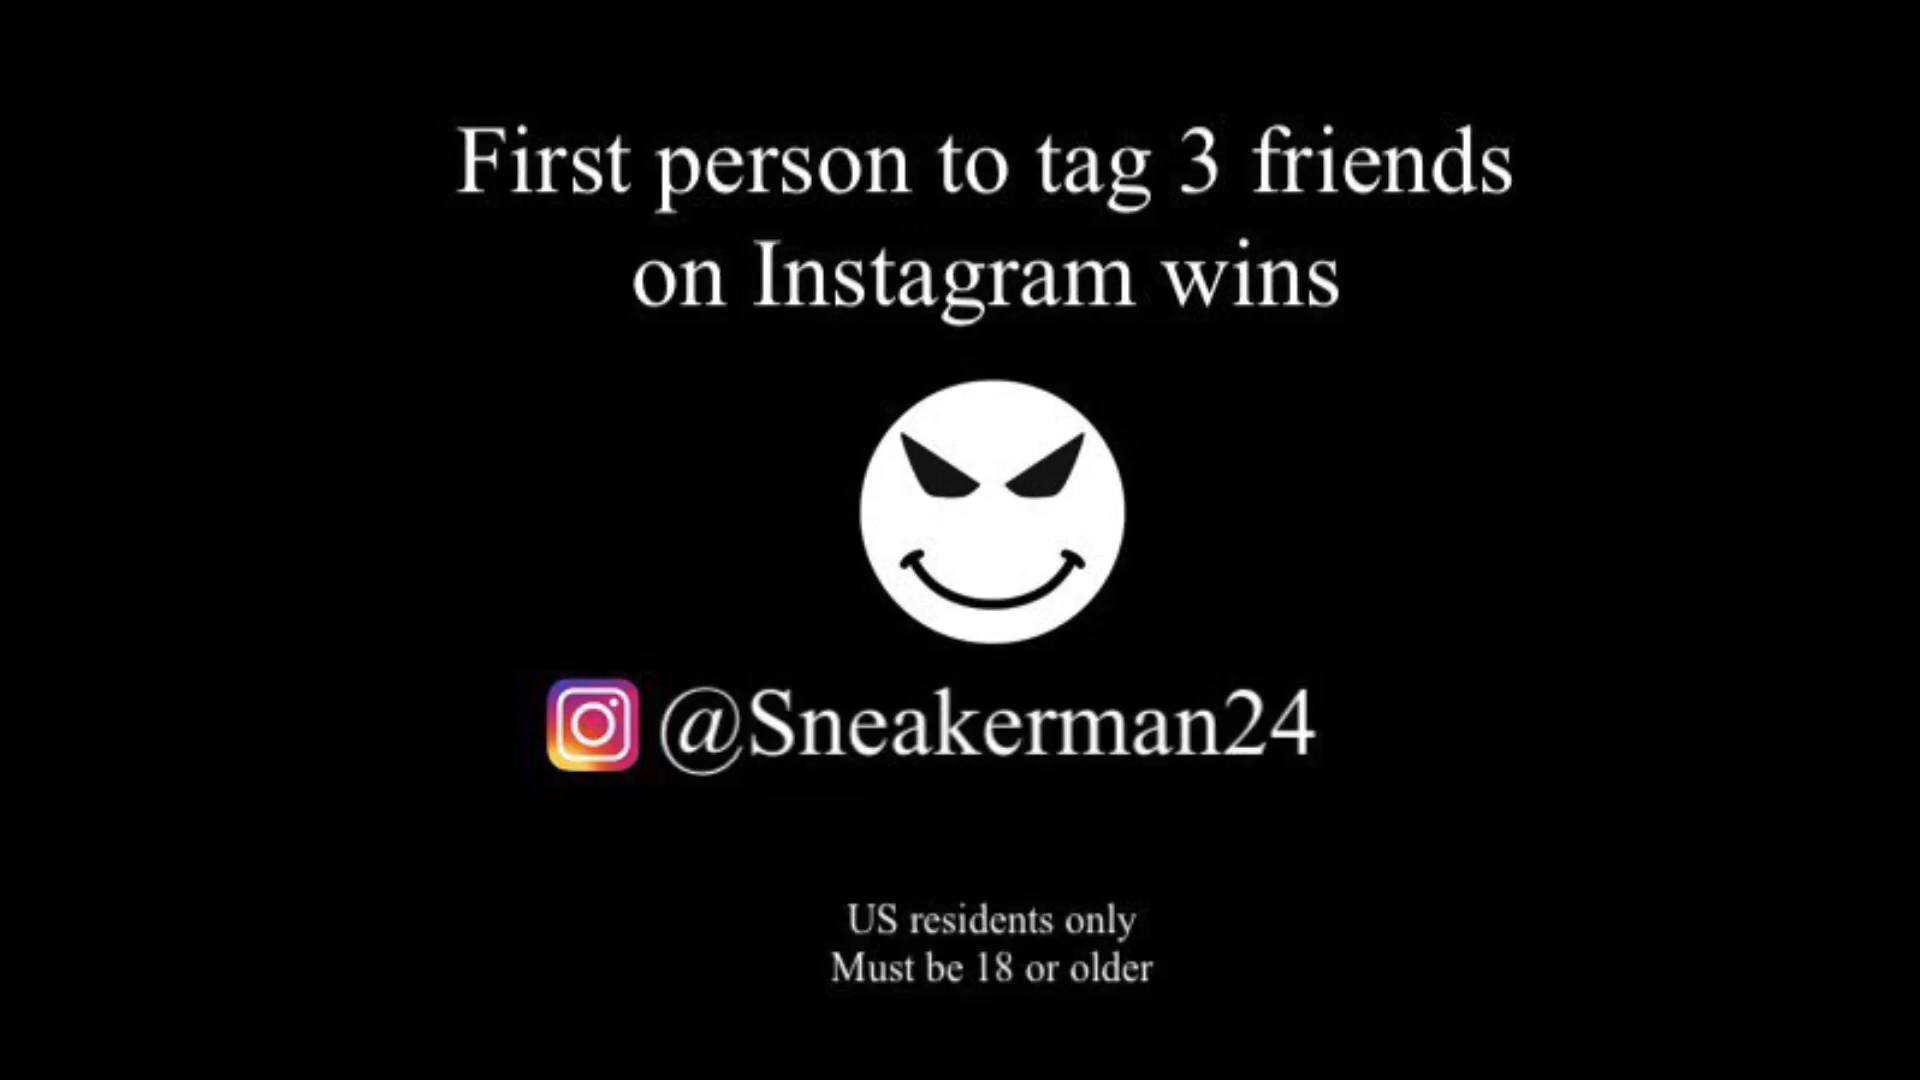 First person to tag 3 friends
on Instagram wins
@Sneakerman24
US residents only
Must be 18 or older